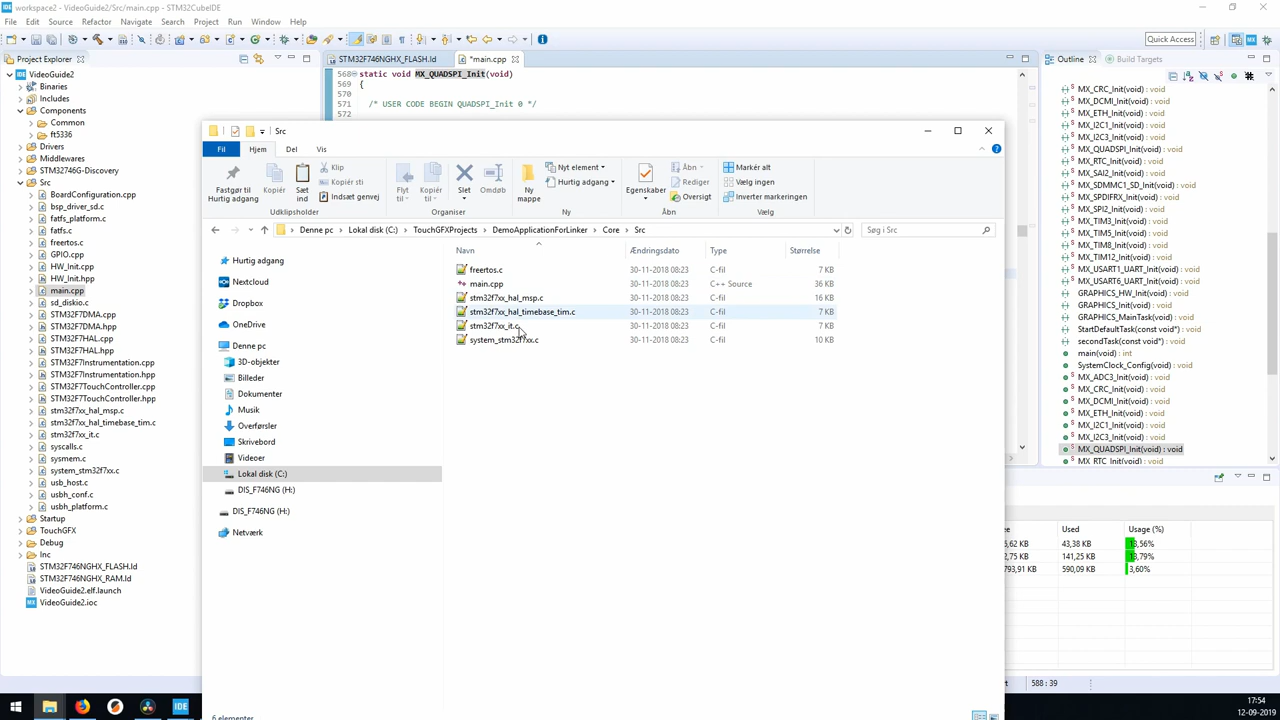 workspace2 - VideoGuide2/Src/main.cpp - STM32CubeIDE
File Edit Source Refactor Navigate Search Project Run Window Help
Quick Access
Project Explorer
VideoGuide2
Binaries
Includes
Components
Common
ft5336
Drivers
Middlewares
STM32746G-Discovery
Src
BoardConfiguration.cpp
bsp_driver_sd.c
fatfs_platform.c
fatfs.c
freertos.c
GPIO.cpp
HW_Init.cpp
HW_Init.hpp
main.cpp
sd_diskio.c
STM32F7DMA.cpp
STM32F7DMA.hpp
STM32F7HAL.cpp
STM32F7HAL.hpp
STM32F7Instrumentation.cpp
STM32F7Instrumentation.hpp
STM32F7TouchController.cpp
STM32F7TouchController.hpp
stm32f7xx_hal_msp.c
stm32f7xx_hal_timebase_tim.c
stm32f7xx_it.c
syscalls.c
sysmem.c
system_stm32f7xx.c
usb_host.c
usbh_conf.c
usbh_platform.c
Startup
TouchGFX
Debug
Inc
STM32F746NGHX_FLASH.ld
STM32F746NGHX_RAM.ld
VideoGuide2.elf.launch
VideoGuide2.ioc
STM32F746NGHX_FLASH.ld
*main.cpp
568 static void MX_QUADSPI_Init(void)
569 {
570
571 /* USER CODE BEGIN QUADSPI_Init 0 */
572
Src
Fil Hjem Del Vis
Fastgør til Hurtig adgang
Kopiér
Sæt ind
Klip
Kopiér sti
Indsæt genvej
Udklipsholder
Flyt til
Kopiér til
Slet
Omdøb
Organiser
Ny mappe
Nyt element
Hurtig adgang
Ny
Egenskaber
Åbn
Rediger
Oversigt
Åbn
Markér alt
Vælg ingen
Inverter markeringen
Vælg
Denne pc > Lokal disk (C:) > TouchGFXProjects > DemoApplicationForLinker > Core > Src
Søg i Src
Hurtig adgang
Nextcloud
Dropbox
OneDrive
Denne pc
3D-objekter
Billeder
Dokumenter
Musik
Overførsler
Skrivebord
Videoer
Lokal disk (C:)
DIS_F746NG (H:)
DIS_F746NG (H:)
Netværk
Navn Ændringsdato Type Størrelse
freertos.c 30-11-2018 08:23 C-fil 7 KB
main.cpp 30-11-2018 08:23 C++ Source 36 KB
stm32f7xx_hal_msp.c 30-11-2018 08:23 C-fil 16 KB
stm32f7xx_hal_timebase_tim.c 30-11-2018 08:23 C-fil 7 KB
stm32f7xx_it.c 30-11-2018 08:23 C-fil 7 KB
system_stm32f7xx.c 30-11-2018 08:23 C-fil 10 KB
6 elementer
Outline
Build Targets
MX_CRC_Init(void) : void
MX_DCMI_Init(void) : void
MX_ETH_Init(void) : void
MX_I2C1_Init(void) : void
MX_I2C3_Init(void) : void
MX_QUADSPI_Init(void) : void
MX_RTC_Init(void) : void
MX_SAI2_Init(void) : void
MX_SDMMC1_SD_Init(void) : void
MX_SPDIFRX_Init(void) : void
MX_SPI2_Init(void) : void
MX_TIM3_Init(void) : void
MX_TIM5_Init(void) : void
MX_TIM8_Init(void) : void
MX_TIM12_Init(void) : void
MX_USART1_UART_Init(void) : void
MX_USART6_UART_Init(void) : void
GRAPHICS_HW_Init(void) : void
GRAPHICS_Init(void) : void
GRAPHICS_MainTask(void) : void
StartDefaultTask(const void*) : void
secondTask(const void*) : void
main(void) : int
SystemClock_Config(void) : void
MX_ADC3_Init(void) : void
MX_CRC_Init(void) : void
MX_DCMI_Init(void) : void
MX_ETH_Init(void) : void
MX_I2C1_Init(void) : void
MX_I2C3_Init(void) : void
MX_QUADSPI_Init(void) : void
MX_RTC_Init(void) : void
Used Usage (%)
43,38 KB
141,25 KB
793,91 KB 590,09 KB 3,60%
588 : 39
17:54
12-09-2019